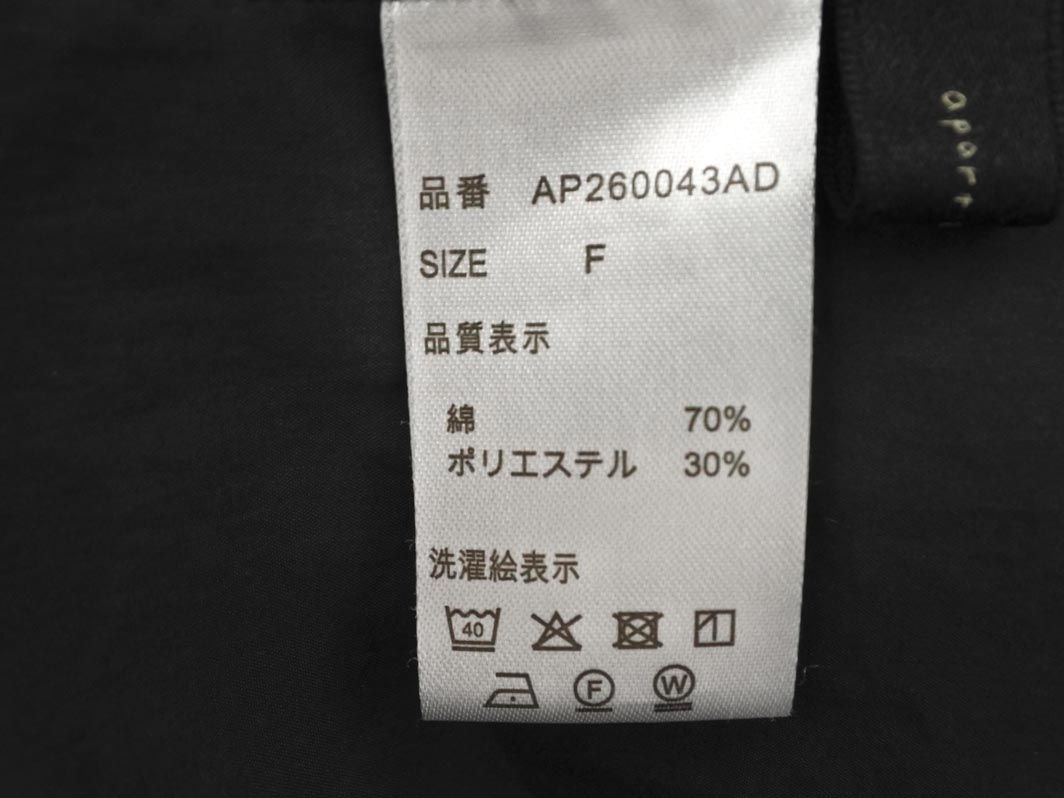 品番 AP260043AD
SIZE F
品質表示
綿 70%
ポリエステル 30%
洗濯絵表示
40
F W